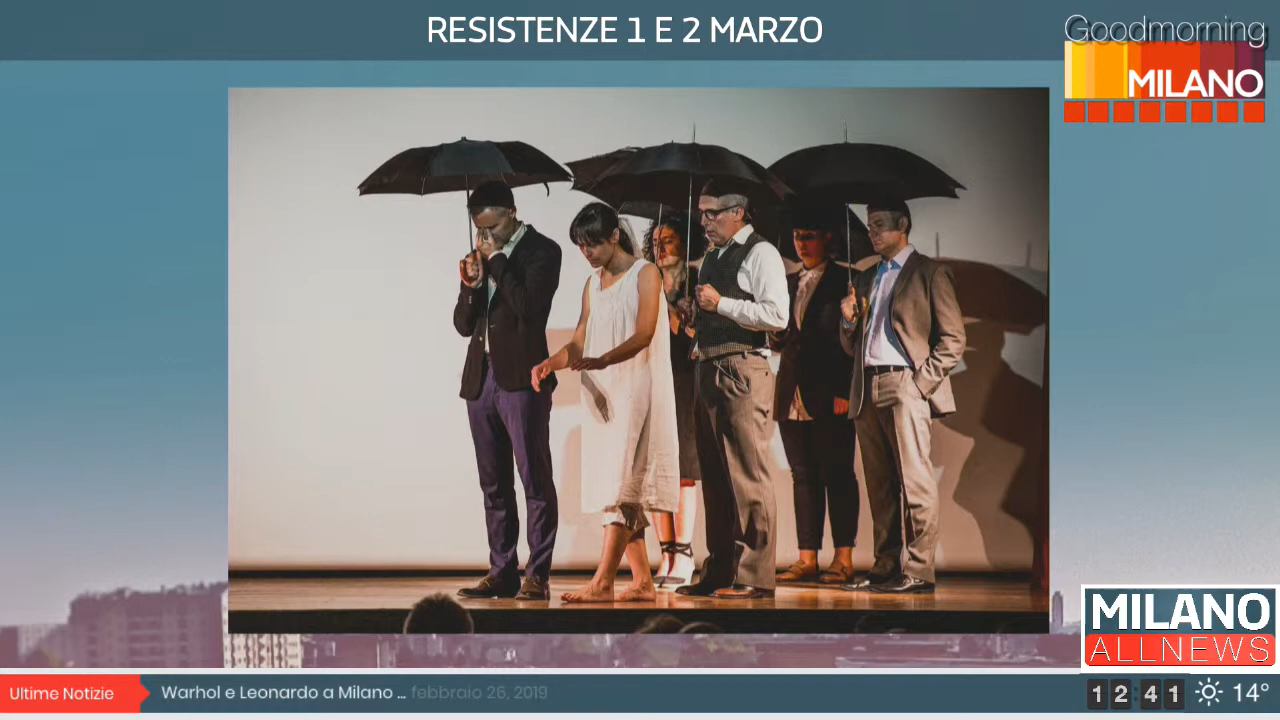 RESISTENZE 1 E 2 MARZO
Goodmorning
MILANO
MILANO
ALLNEWS
Ultime Notizie
Warhol e Leonardo a Milano ... febbraio 26, 2019
12:41
14°